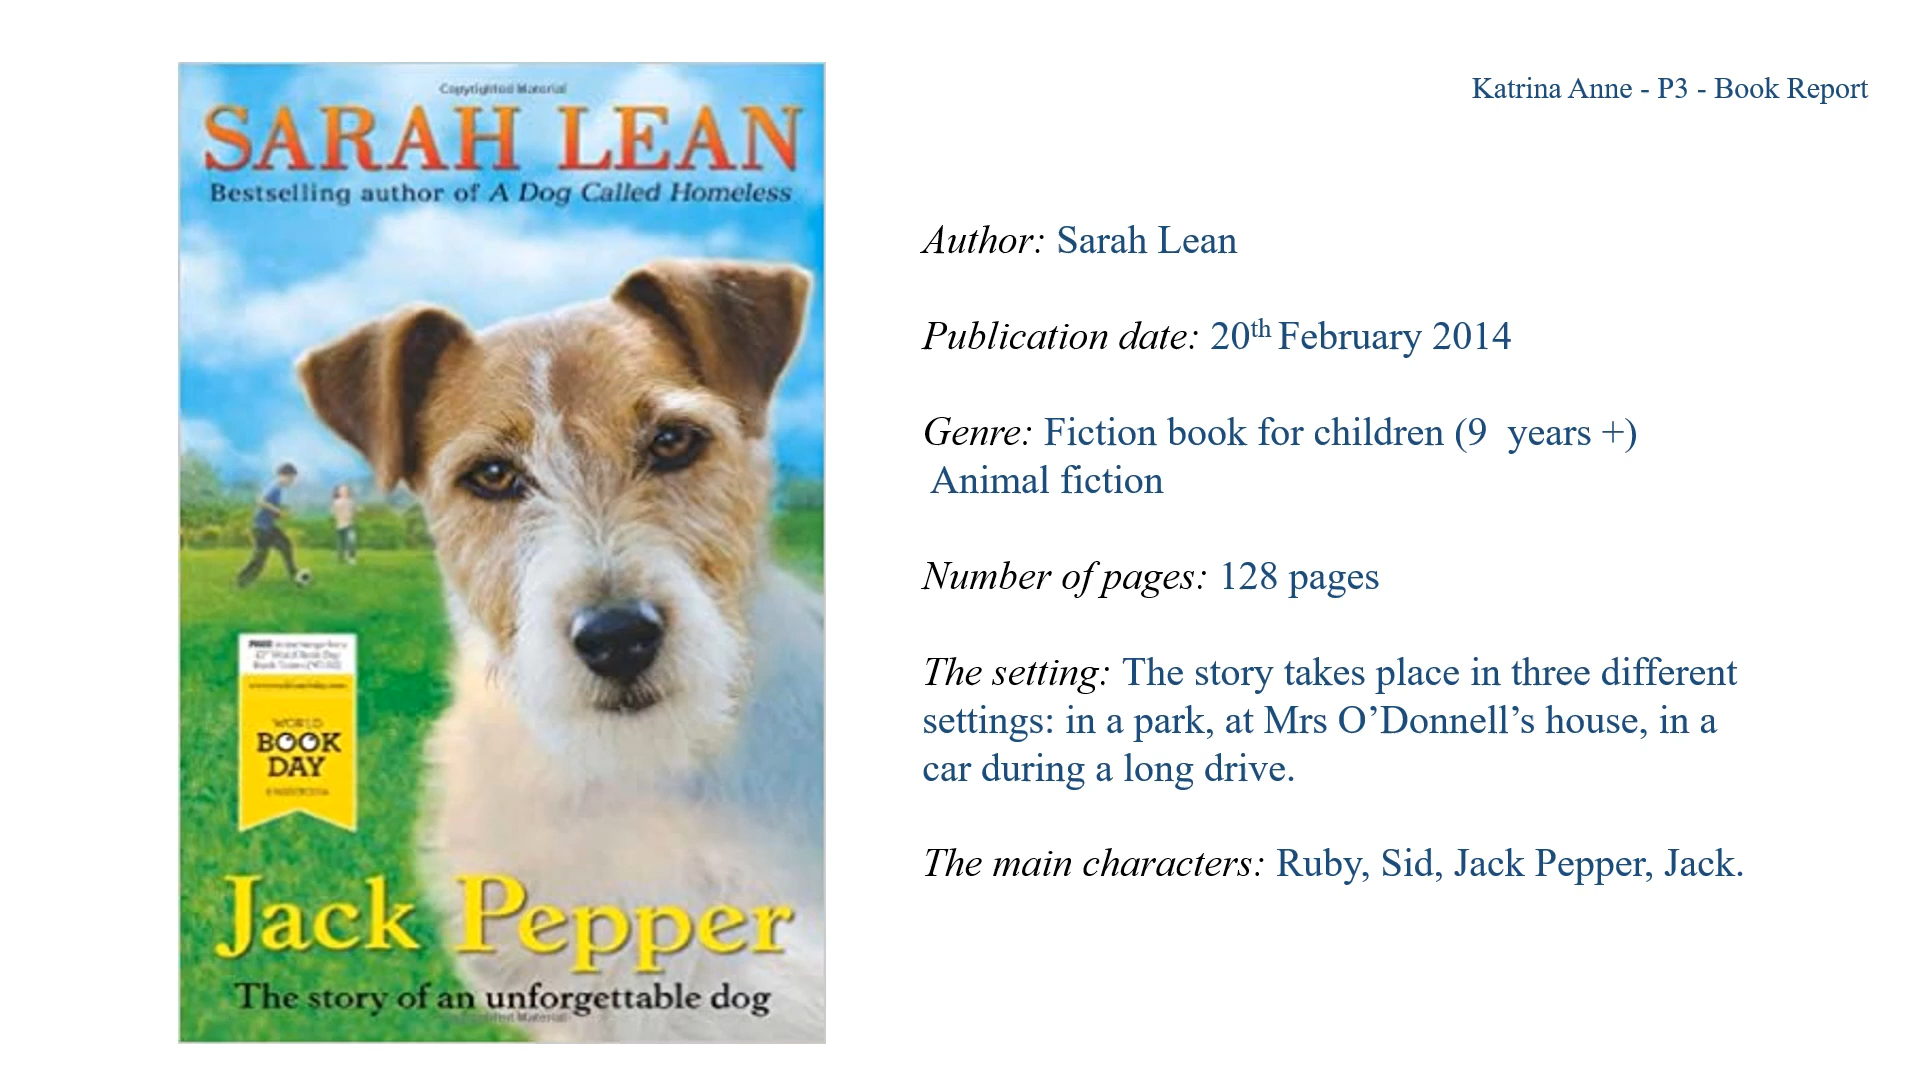 Katrina Anne - P3 - Book Report
Copyrighted Material
SARAH LEAN
Bestselling author of A Dog Called Homeless
WORLD
BOOK
DAY
Jack Pepper
The story of an unforgettable dog
Material
Author: Sarah Lean
Publication date: 20th February 2014
Genre: Fiction book for children (9  years +)
Animal fiction
Number of pages: 128 pages
The setting: The story takes place in three different
settings: in a park, at Mrs O’Donnell’s house, in a
car during a long drive.
The main characters: Ruby, Sid, Jack Pepper, Jack.